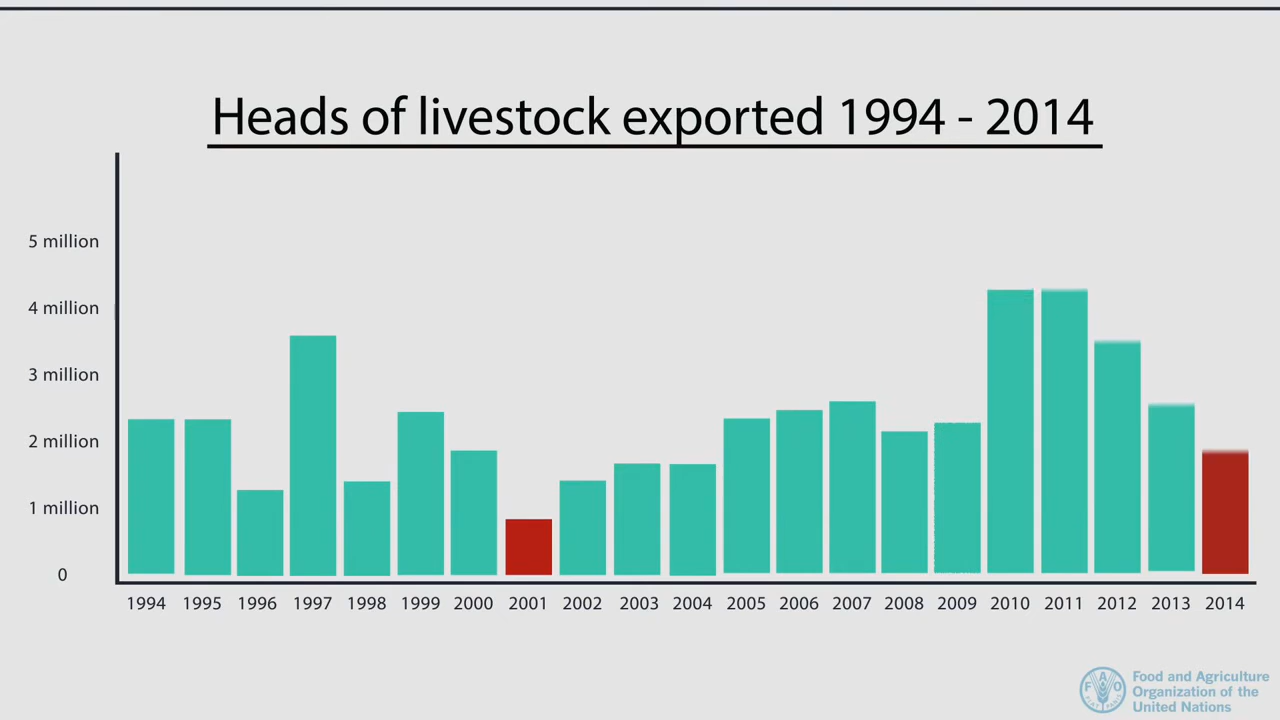 Heads of livestock exported 1994 - 2014
5 million
4 million
3 million
2 million
1 million
0
1994 1995 1996 1997 1998 1999 2000 2001 2002 2003 2004 2005 2006 2007 2008 2009 2010 2011 2012 2013 2014
F A O
FIAT PANIS
Food and Agriculture
Organization of the
United Nations